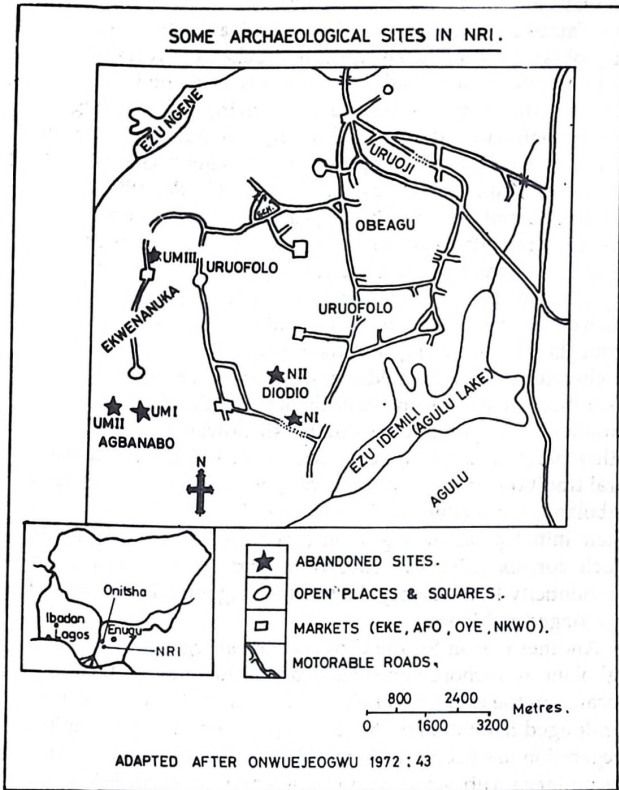 SOME ARCHAEOLOGICAL SITES IN NRI.
EZU NGENE
URUOJI
SCH.
OBEAGU
UMIII
URUOFOLO
EKWENANUKA
URUOFOLO
NII
DIODIO
UMII
UMI
NI
AGBANABO
EZU IDEMILI (AGULU LAKE)
AGULU
N
Onitsha
Ibadan
Lagos
Enugu
NRI
ABANDONED SITES.
OPEN PLACES & SQUARES.
MARKETS (EKE, AFO, OYE, NKWO).
MOTORABLE ROADS.
800 2400 Metres.
0 1600 3200
ADAPTED AFTER ONWUEJEOGWU 1972 : 43